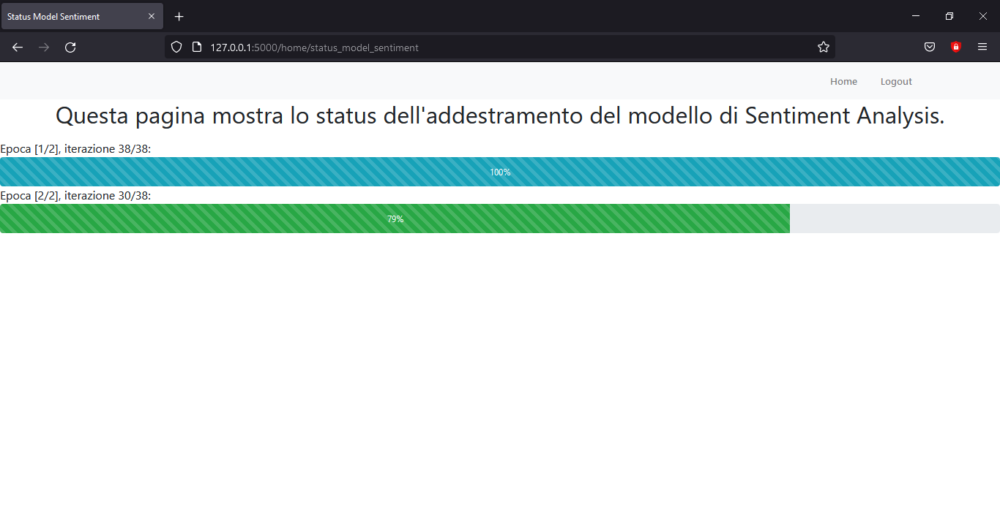 Status Model Sentiment
127.0.0.1:5000/home/status_model_sentiment
Home Logout
Questa pagina mostra lo status dell'addestramento del modello di Sentiment Analysis.
Epoca [1/2], iterazione 38/38:
100%
Epoca [2/2], iterazione 30/38:
79%